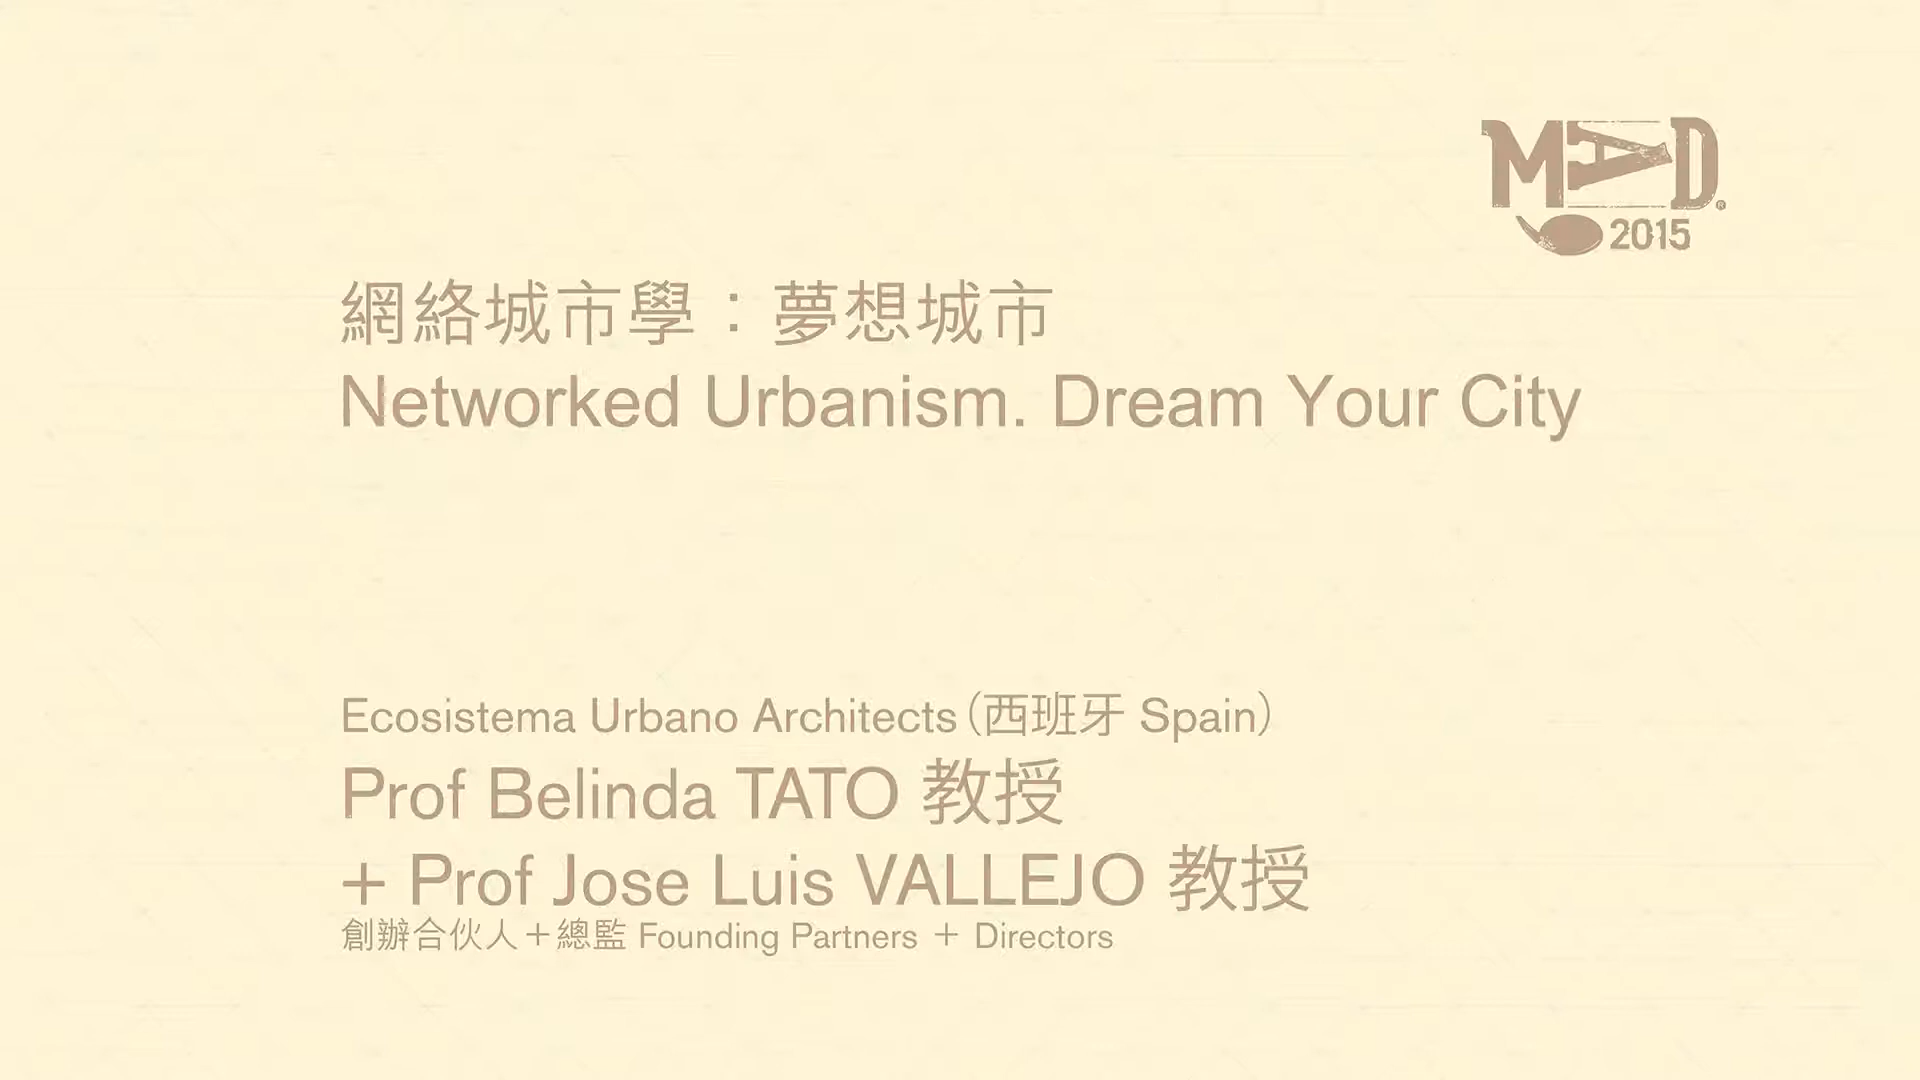 MAD®
2015
網絡城市學：夢想城市
Networked Urbanism. Dream Your City
Ecosistema Urbano Architects（西班牙 Spain）
Prof Belinda TATO 教授
+ Prof Jose Luis VALLEJO 教授
創辦合伙人＋總監 Founding Partners ＋ Directors